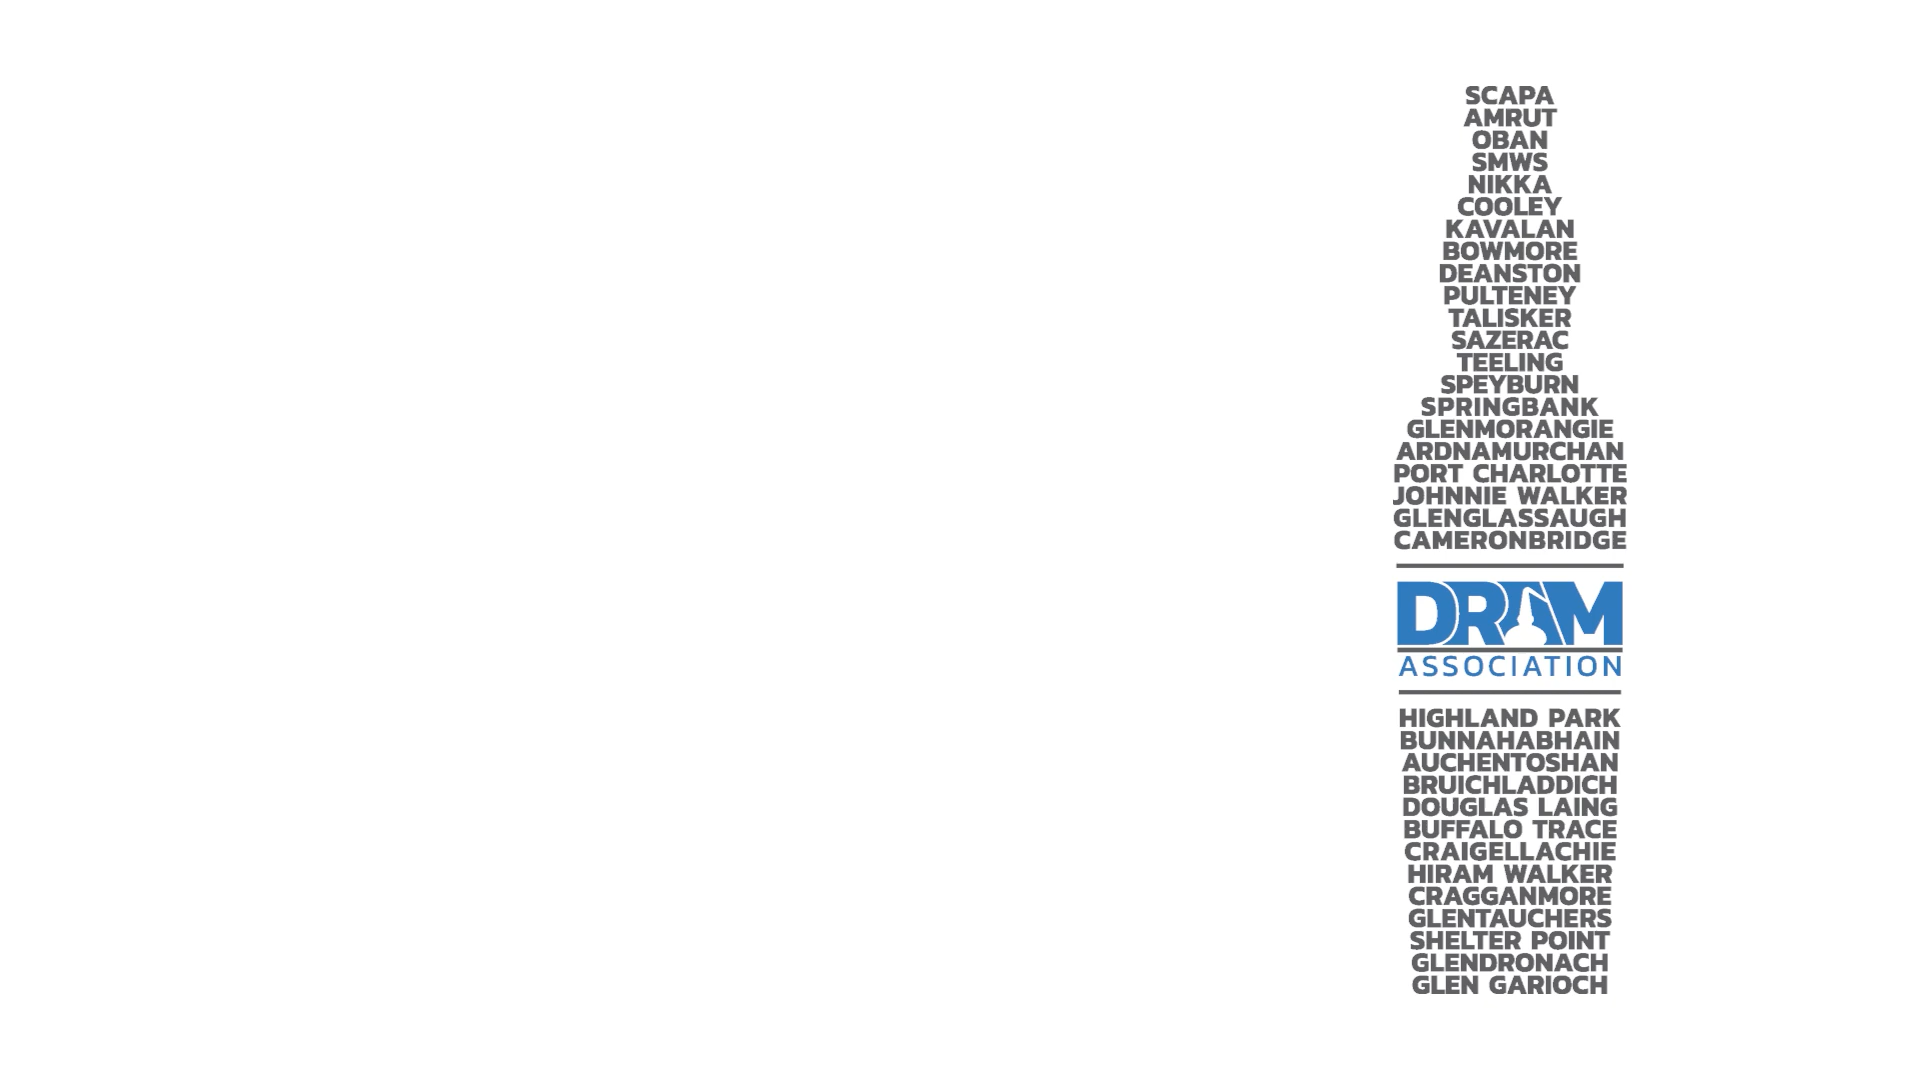 SCAPA
AMRUT
OBAN
SMWS
NIKKA
COOLEY
KAVALAN
BOWMORE
DEANSTON
PULTENEY
TALISKER
SAZERAC
TEELING
SPEYBURN
SPRINGBANK
GLENMORANGIE
ARDNAMURCHAN
PORT CHARLOTTE
JOHNNIE WALKER
GLENGLASSAUGH
CAMERONBRIDGE
DRAM
ASSOCIATION
HIGHLAND PARK
BUNNAHABHAIN
AUCHENTOSHAN
BRUICHLADDICH
DOUGLAS LAING
BUFFALO TRACE
CRAIGELLACHIE
HIRAM WALKER
CRAGGANMORE
GLENTAUCHERS
SHELTER POINT
GLENDRONACH
GLEN GARIOCH